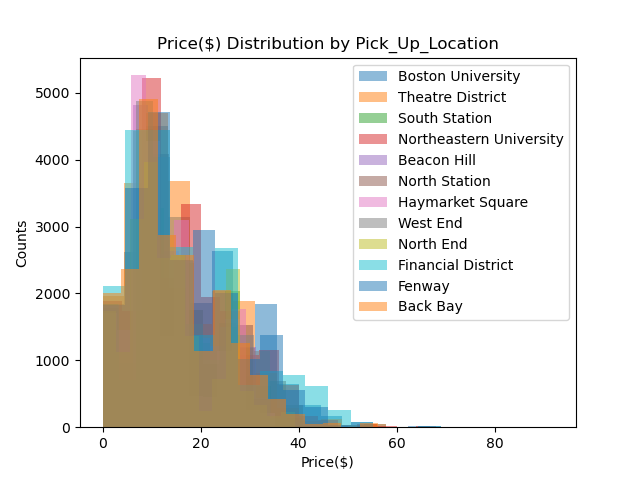 Price($) Distribution by Pick_Up_Location
Counts
5000
4000
3000
2000
1000
0
0 20 40 60 80
Price($)
Boston University
Theatre District
South Station
Northeastern University
Beacon Hill
North Station
Haymarket Square
West End
North End
Financial District
Fenway
Back Bay